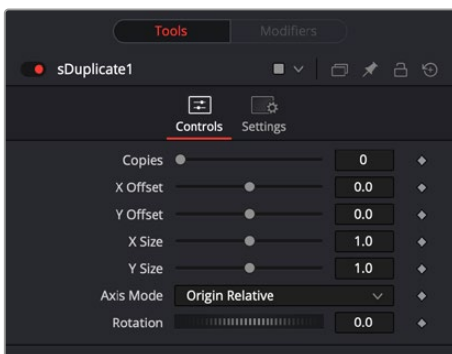 Tools Modifiers
sDuplicate1
Controls Settings
Copies 0
X Offset 0.0
Y Offset 0.0
X Size 1.0
Y Size 1.0
Axis Mode Origin Relative
Rotation 0.0